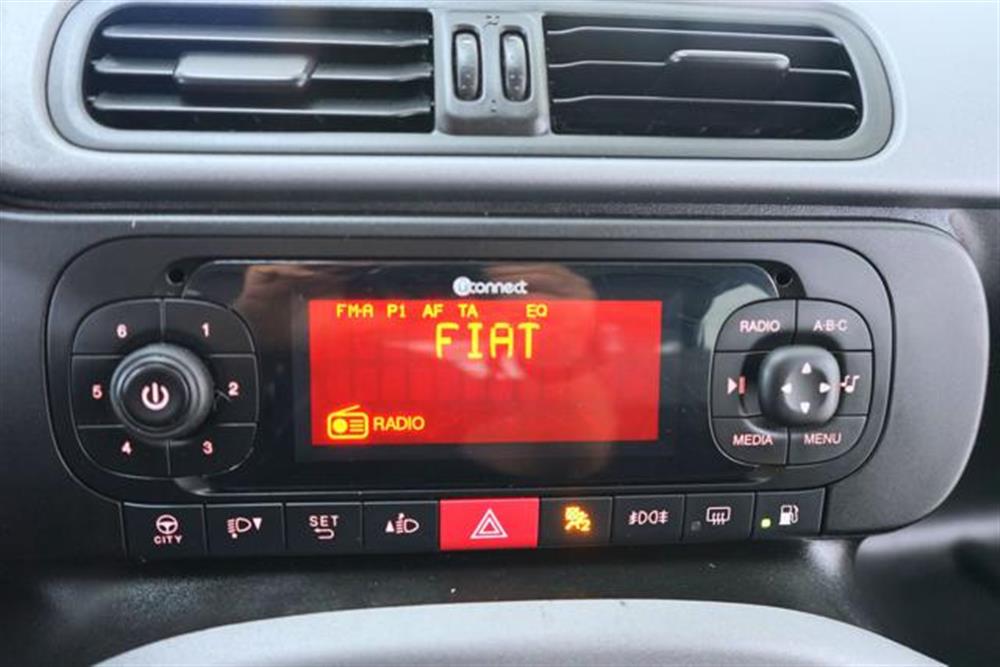 uconnect
FM-A P1 AF TA EQ
FIAT
RADIO
6 1
5 2
4 3
RADIO A·B·C
MEDIA MENU
CITY
SET
2